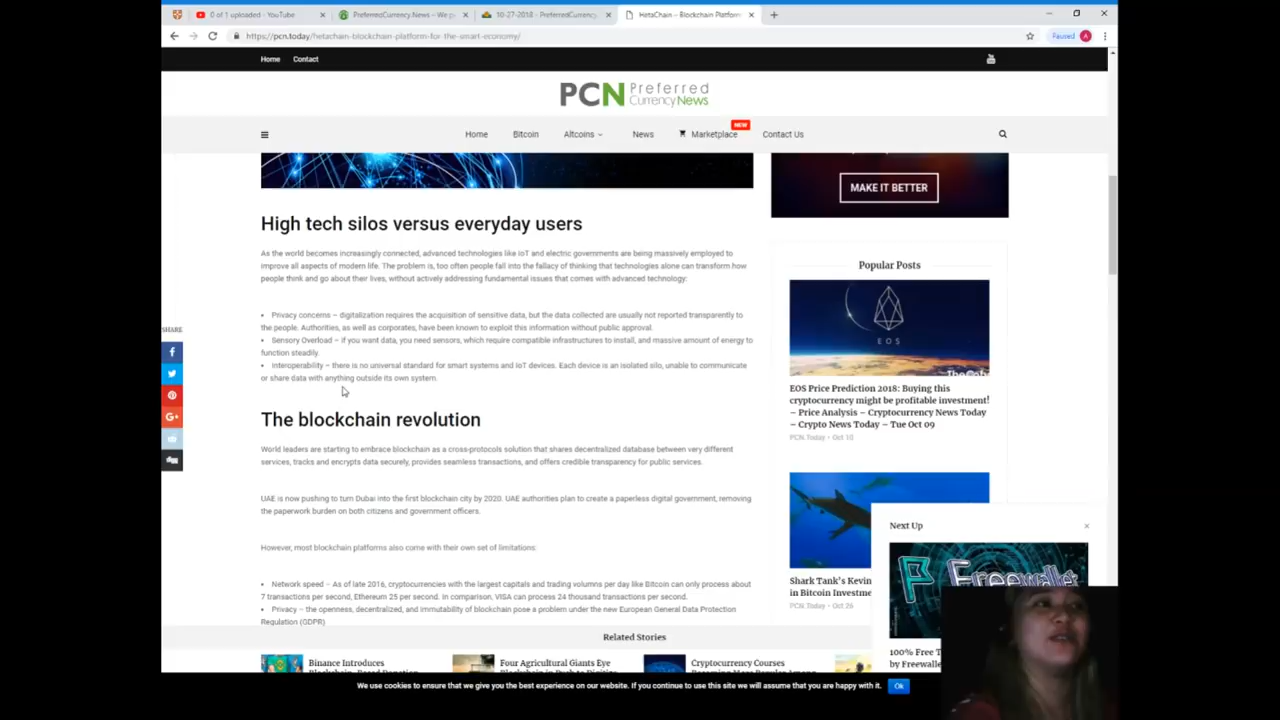 0 of 1 uploaded - YouTube
PreferredCurrency.News – We p
10-27-2018 - PreferredCurrency
HetaChain – Blockchain Platform
https://pcn.today/hetachain-blockchain-platform-for-the-smart-economy/
Paused A
Home Contact
PCN Preferred
CurrencyNews
NEW
Home Bitcoin Altcoins News Marketplace Contact Us
MAKE IT BETTER
High tech silos versus everyday users
As the world becomes increasingly connected, advanced technologies like IoT and electric governments are being massively employed to
improve all aspects of modern life. The problem is, too often people fall into the fallacy of thinking that technologies alone can transform how
people think and go about their lives, without actively addressing fundamental issues that comes with advanced technology:
• Privacy concerns – digitalization requires the acquisition of sensitive data, but the data collected are usually not reported transparently to
the people. Authorities, as well as corporates, have been known to exploit this information without public approval.
• Sensory Overload – if you want data, you need sensors, which require compatible infrastructures to install, and massive amount of energy to
function steadily.
• Interoperability – there is no universal standard for smart systems and IoT devices. Each device is an isolated silo, unable to communicate
or share data with anything outside its own system.
The blockchain revolution
World leaders are starting to embrace blockchain as a cross-protocols solution that shares decentralized database between very different
services, tracks and encrypts data securely, provides seamless transactions, and offers credible transparency for public services.
UAE is now pushing to turn Dubai into the first blockchain city by 2020. UAE authorities plan to create a paperless digital government, removing
the paperwork burden on both citizens and government officers.
However, most blockchain platforms also come with their own set of limitations:
• Network speed – As of late 2016, cryptocurrencies with the largest capitals and trading volumns per day like Bitcoin can only process about
7 transactions per second, Ethereum 25 per second. In comparison, VISA can process 24 thousand transactions per second.
• Privacy – the openness, decentralized, and immutability of blockchain pose a problem under the new European General Data Protection
Regulation (GDPR)
SHARE
Popular Posts
EOS
EOS Price Prediction 2018: Buying this
cryptocurrency might be profitable investment!
– Price Analysis – Cryptocurrency News Today
– Crypto News Today – Tue Oct 09
PCN.Today - Oct 10
Shark Tank's Kevin
in Bitcoin Investme
PCN.Today - Oct 26
Next Up
Freewallet
100% Free T
by Freewalle
Related Stories
Binance Introduces
Blockchain-Based Donation
Four Agricultural Giants Eye
Blockchain in Push to Digitize
Cryptocurrency Courses
Becoming More Popular Among
We use cookies to ensure that we give you the best experience on our website. If you continue to use this site we will assume that you are happy with it.
Ok